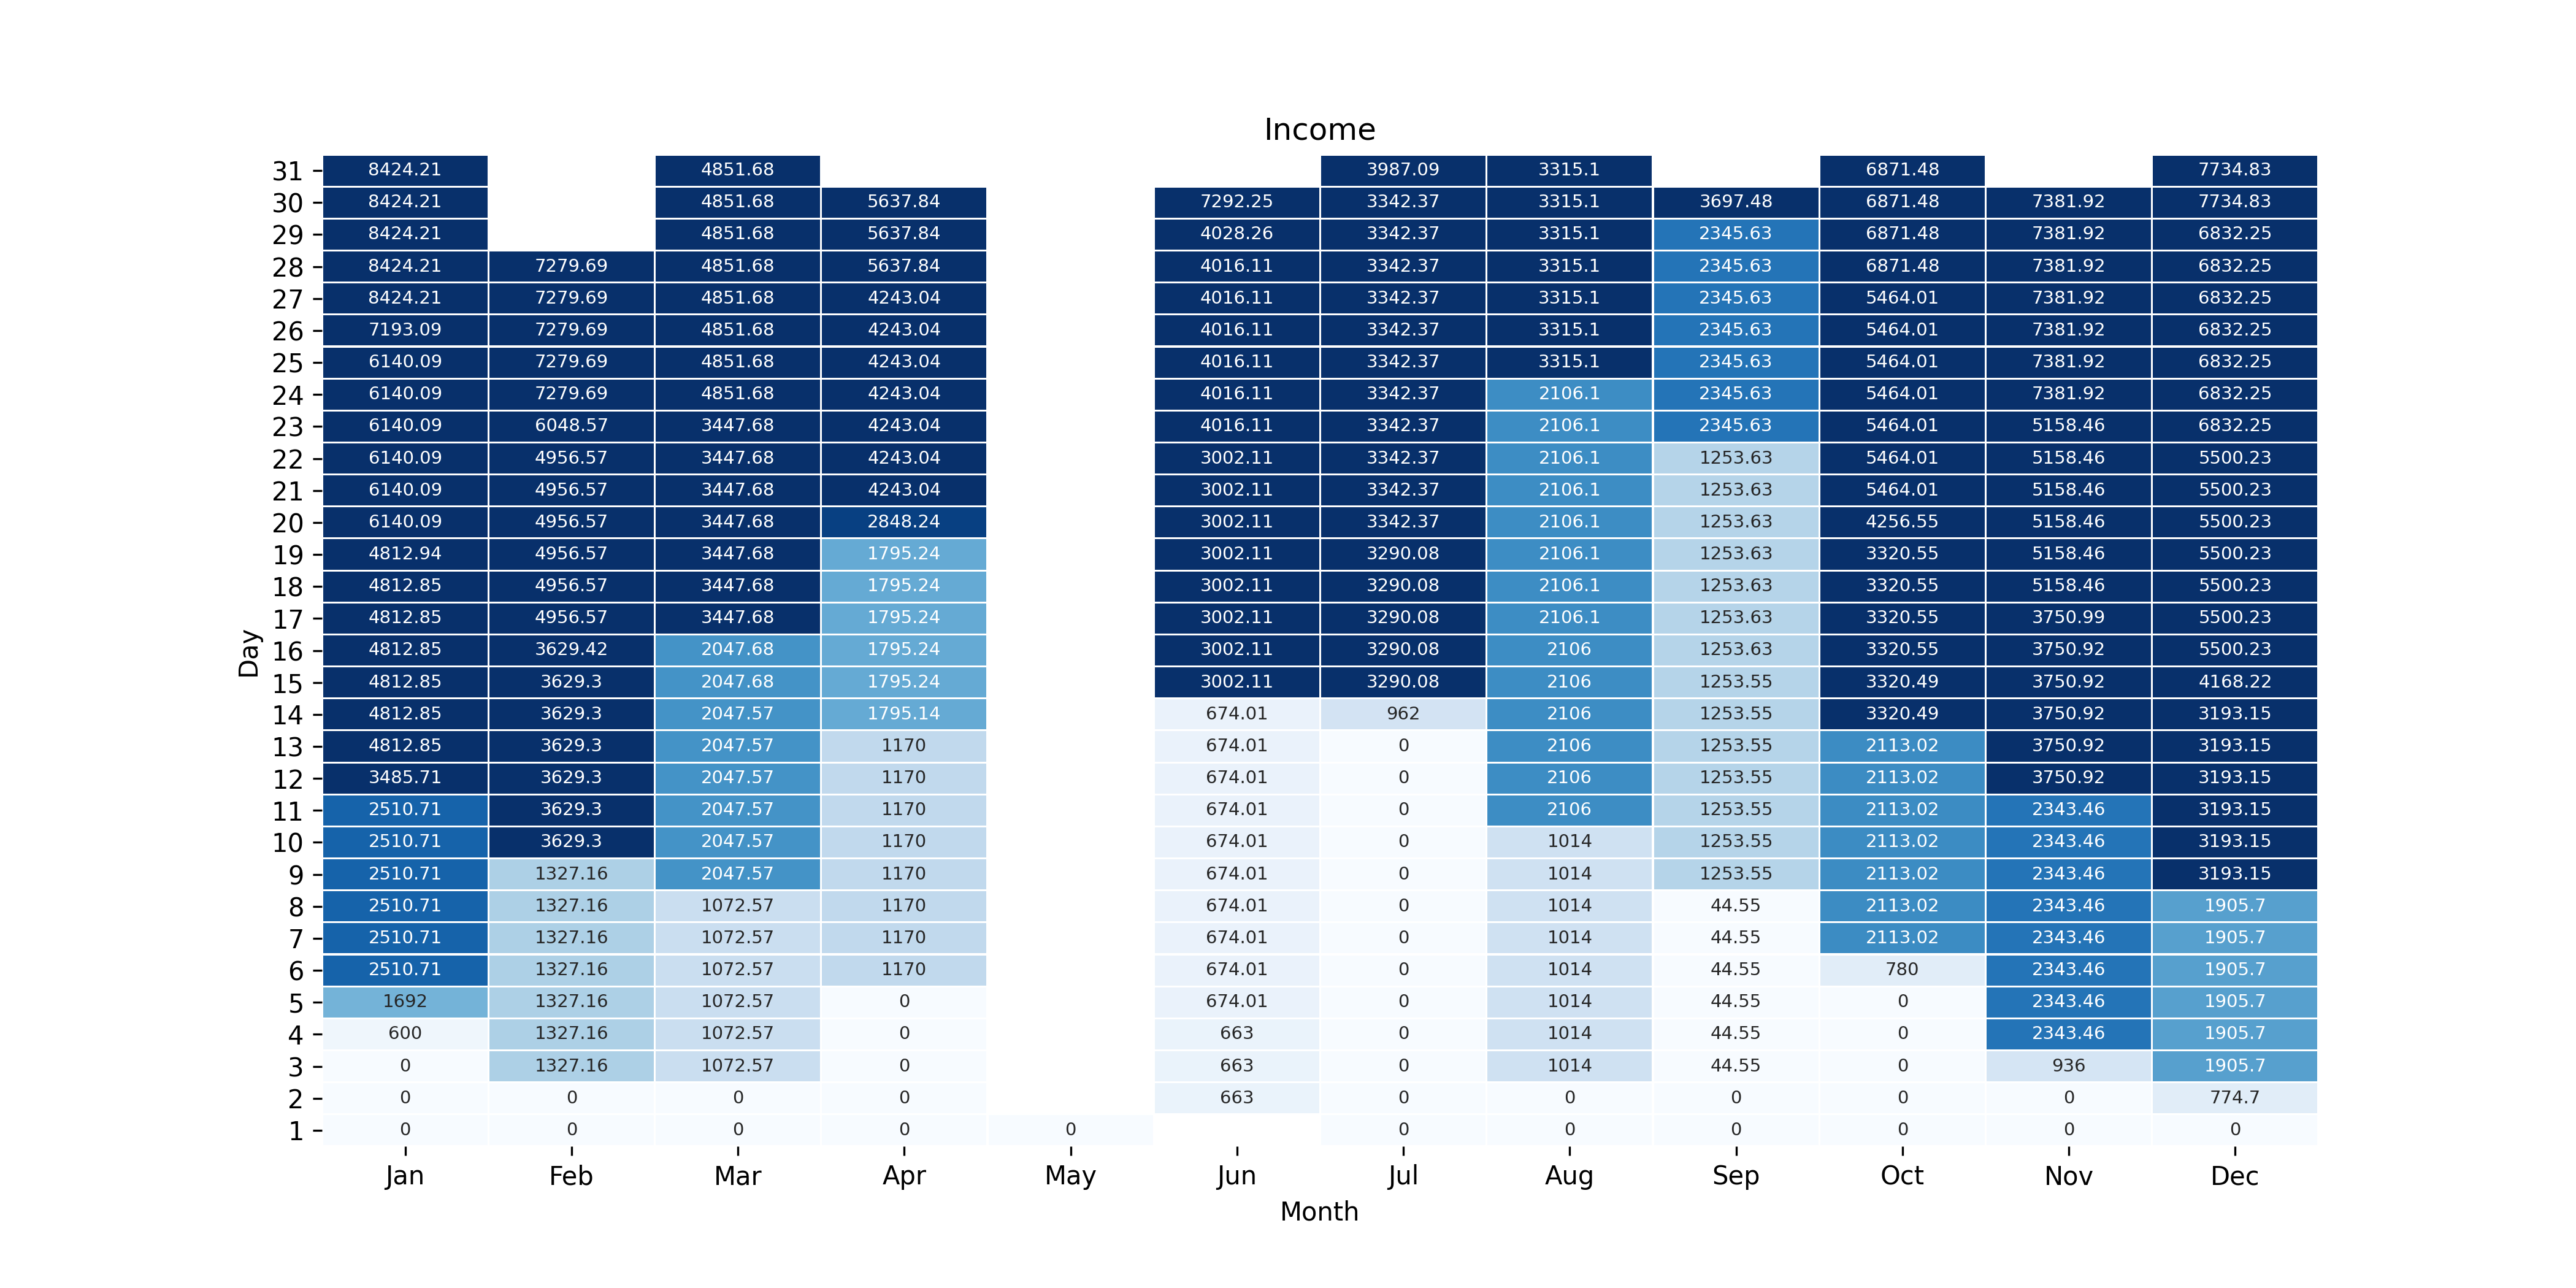 Income
31 8424.21 4851.68 3987.09 3315.1 6871.48 7734.83
30 8424.21 4851.68 5637.84 7292.25 3342.37 3315.1 3697.48 6871.48 7381.92 7734.83
29 8424.21 4851.68 5637.84 4028.26 3342.37 3315.1 2345.63 6871.48 7381.92 6832.25
28 8424.21 7279.69 4851.68 5637.84 4016.11 3342.37 3315.1 2345.63 6871.48 7381.92 6832.25
27 8424.21 7279.69 4851.68 4243.04 4016.11 3342.37 3315.1 2345.63 5464.01 7381.92 6832.25
26 7193.09 7279.69 4851.68 4243.04 4016.11 3342.37 3315.1 2345.63 5464.01 7381.92 6832.25
25 6140.09 7279.69 4851.68 4243.04 4016.11 3342.37 3315.1 2345.63 5464.01 7381.92 6832.25
24 6140.09 7279.69 4851.68 4243.04 4016.11 3342.37 2106.1 2345.63 5464.01 7381.92 6832.25
23 6140.09 6048.57 3447.68 4243.04 4016.11 3342.37 2106.1 2345.63 5464.01 5158.46 6832.25
22 6140.09 4956.57 3447.68 4243.04 3002.11 3342.37 2106.1 1253.63 5464.01 5158.46 5500.23
21 6140.09 4956.57 3447.68 4243.04 3002.11 3342.37 2106.1 1253.63 5464.01 5158.46 5500.23
20 6140.09 4956.57 3447.68 2848.24 3002.11 3342.37 2106.1 1253.63 4256.55 5158.46 5500.23
19 4812.94 4956.57 3447.68 1795.24 3002.11 3290.08 2106.1 1253.63 3320.55 5158.46 5500.23
18 4812.85 4956.57 3447.68 1795.24 3002.11 3290.08 2106.1 1253.63 3320.55 5158.46 5500.23
17 4812.85 4956.57 3447.68 1795.24 3002.11 3290.08 2106.1 1253.63 3320.55 3750.99 5500.23
16 4812.85 3629.42 2047.68 1795.24 3002.11 3290.08 2106 1253.63 3320.55 3750.92 5500.23
15 4812.85 3629.3 2047.68 1795.24 3002.11 3290.08 2106 1253.55 3320.49 3750.92 4168.22
14 4812.85 3629.3 2047.57 1795.14 674.01 962 2106 1253.55 3320.49 3750.92 3193.15
13 4812.85 3629.3 2047.57 1170 674.01 0 2106 1253.55 2113.02 3750.92 3193.15
12 3485.71 3629.3 2047.57 1170 674.01 0 2106 1253.55 2113.02 3750.92 3193.15
11 2510.71 3629.3 2047.57 1170 674.01 0 2106 1253.55 2113.02 2343.46 3193.15
10 2510.71 3629.3 2047.57 1170 674.01 0 1014 1253.55 2113.02 2343.46 3193.15
9 2510.71 1327.16 2047.57 1170 674.01 0 1014 1253.55 2113.02 2343.46 3193.15
8 2510.71 1327.16 1072.57 1170 674.01 0 1014 44.55 2113.02 2343.46 1905.7
7 2510.71 1327.16 1072.57 1170 674.01 0 1014 44.55 2113.02 2343.46 1905.7
6 2510.71 1327.16 1072.57 1170 674.01 0 1014 44.55 780 2343.46 1905.7
5 1692 1327.16 1072.57 0 674.01 0 1014 44.55 0 2343.46 1905.7
4 600 1327.16 1072.57 0 663 0 1014 44.55 0 2343.46 1905.7
3 0 1327.16 1072.57 0 663 0 1014 44.55 0 936 1905.7
2 0 0 0 0 663 0 0 0 0 0 774.7
1 0 0 0 0 0 0 0 0 0 0 0
Day
Jan Feb Mar Apr May Jun Jul Aug Sep Oct Nov Dec
Month